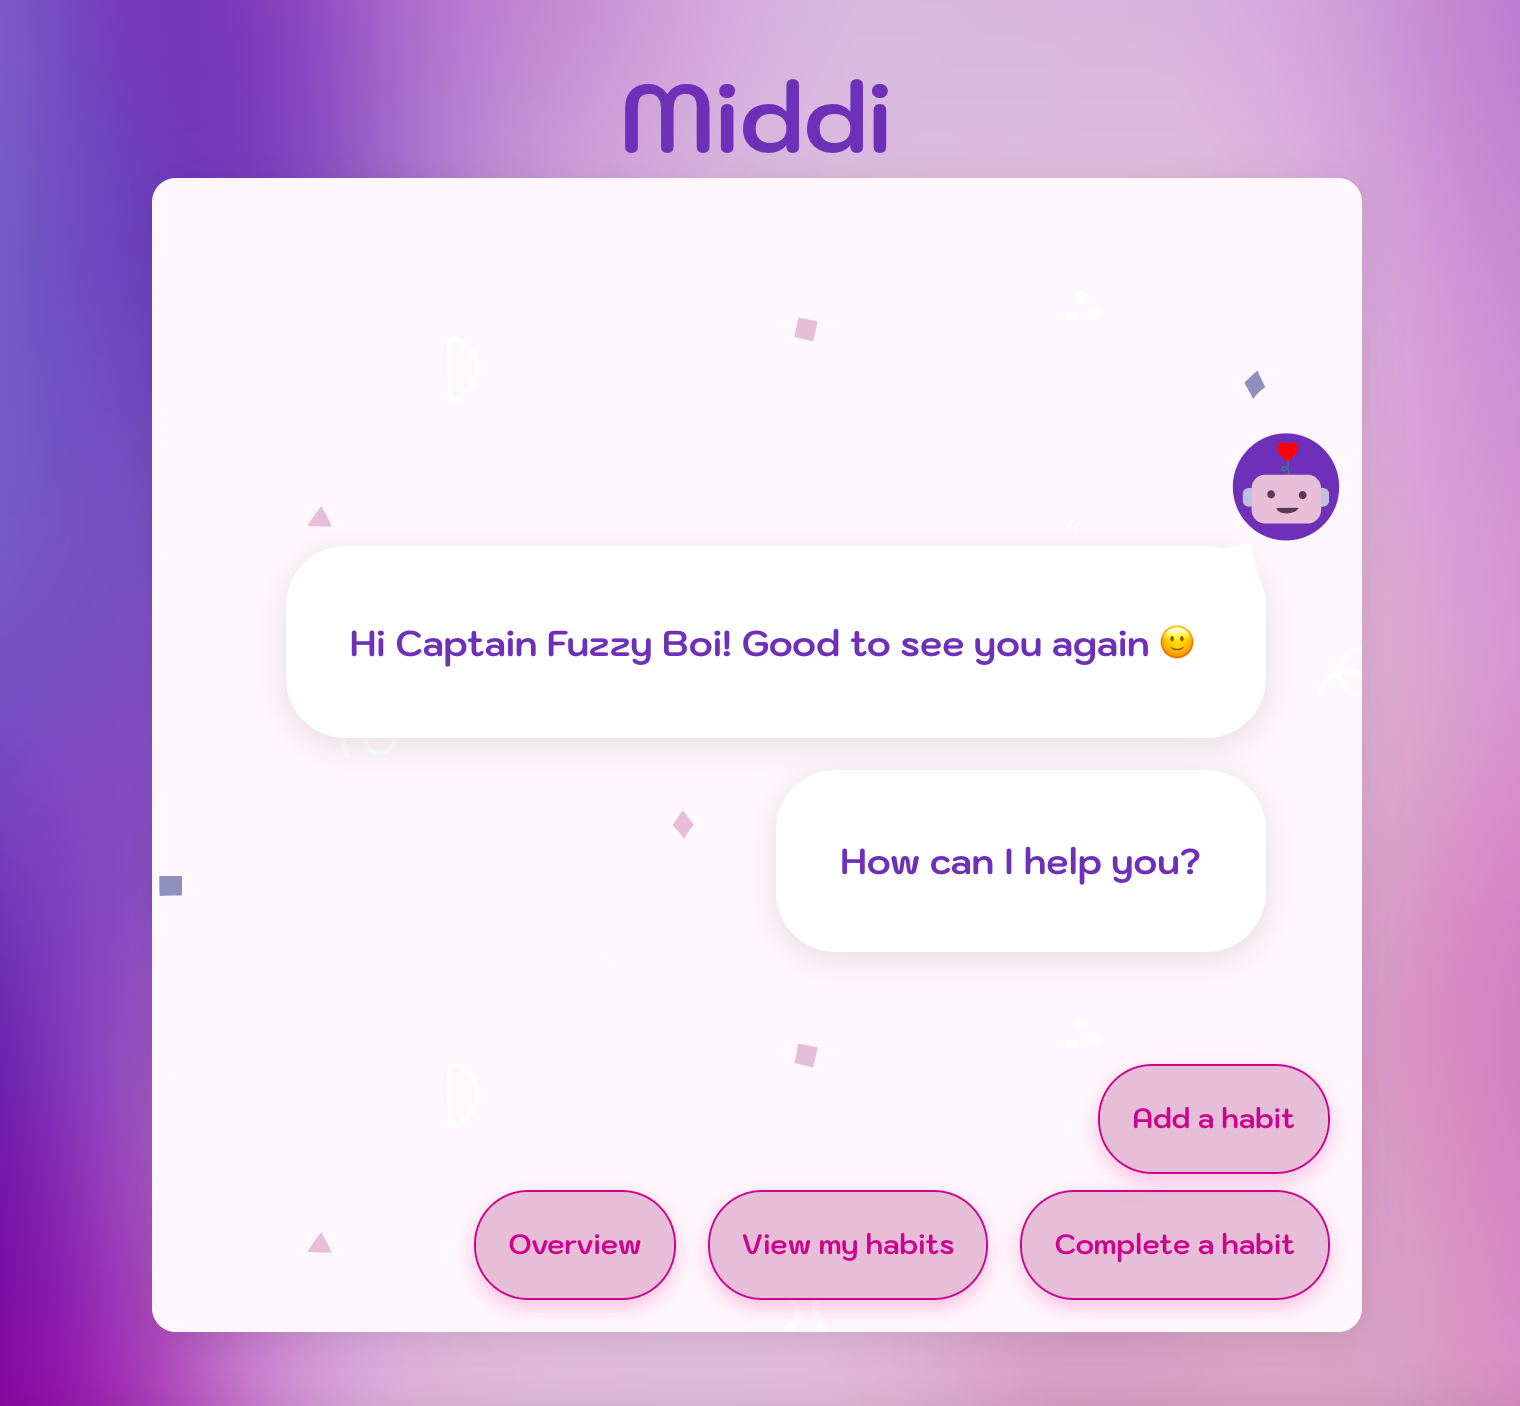 Middi
Hi Captain Fuzzy Boi! Good to see you again 🙂
How can I help you?
Add a habit
Overview
View my habits
Complete a habit